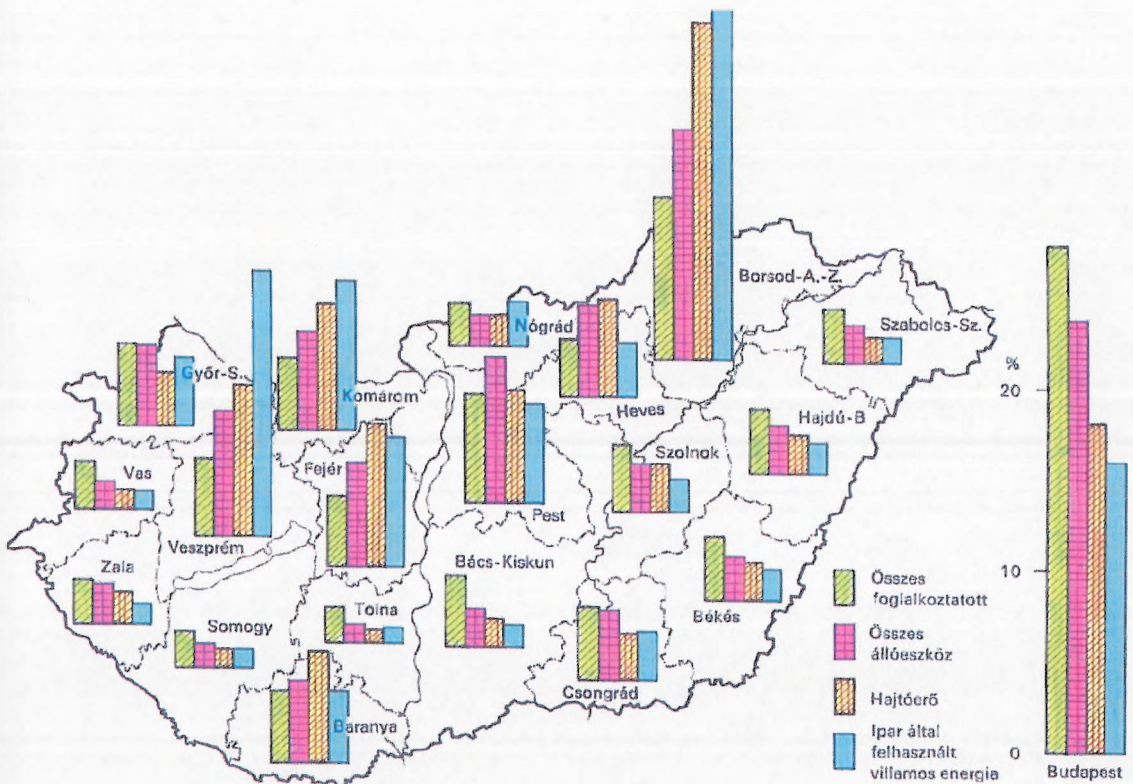 Borsod-A.-Z.
Nógrád
Szabolcs-Sz.
Győr-S.
Komárom
Heves
Hajdú-B
Vas
Fejér
Szolnok
Pest
Veszprém
Zala
Bács-Kiskun
Tolna
Somogy
Békés
Csongrád
Baranya
Összes
foglalkoztatott
Összes
állóeszköz
Hajtóerő
Ipar által
felhasznált
villamos energia
%
20
10
0
Budapest